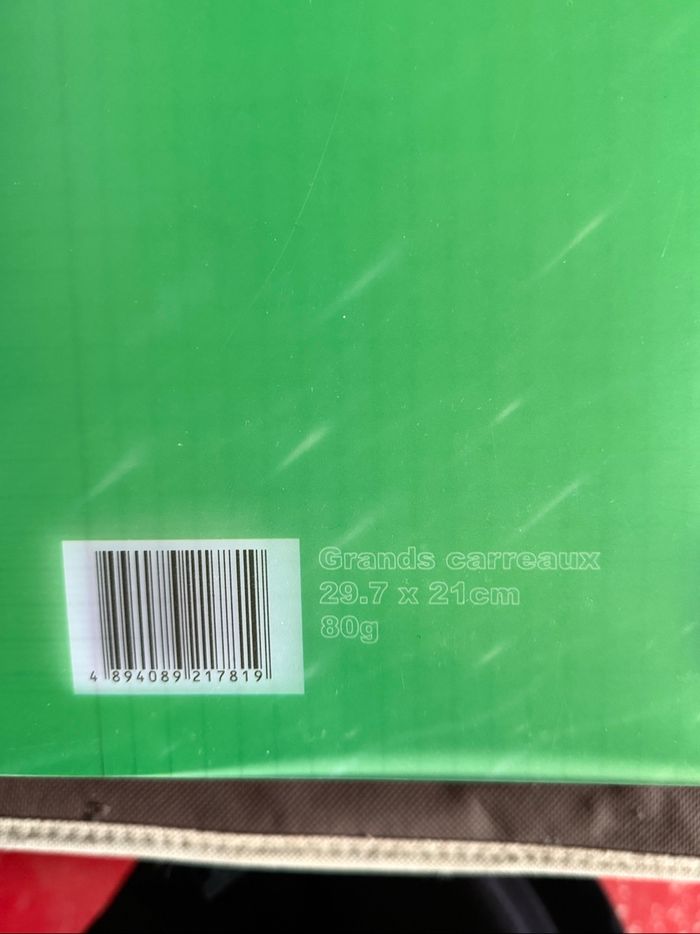 Grands carreaux
29.7 x 21cm
80g
4 894089 217819